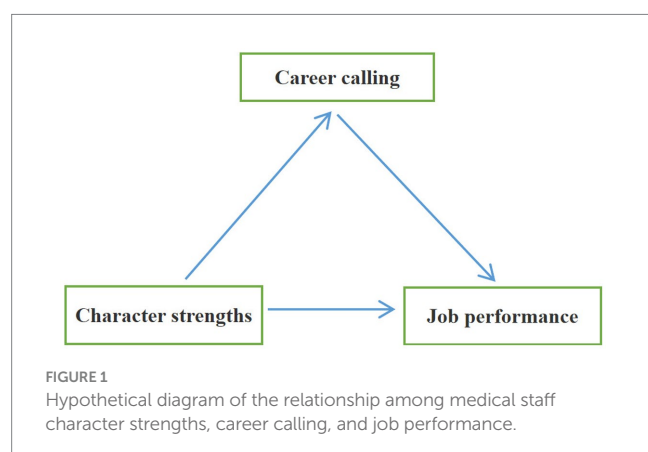 Career calling
Character strengths
Job performance
FIGURE 1
Hypothetical diagram of the relationship among medical staff
character strengths, career calling, and job performance.